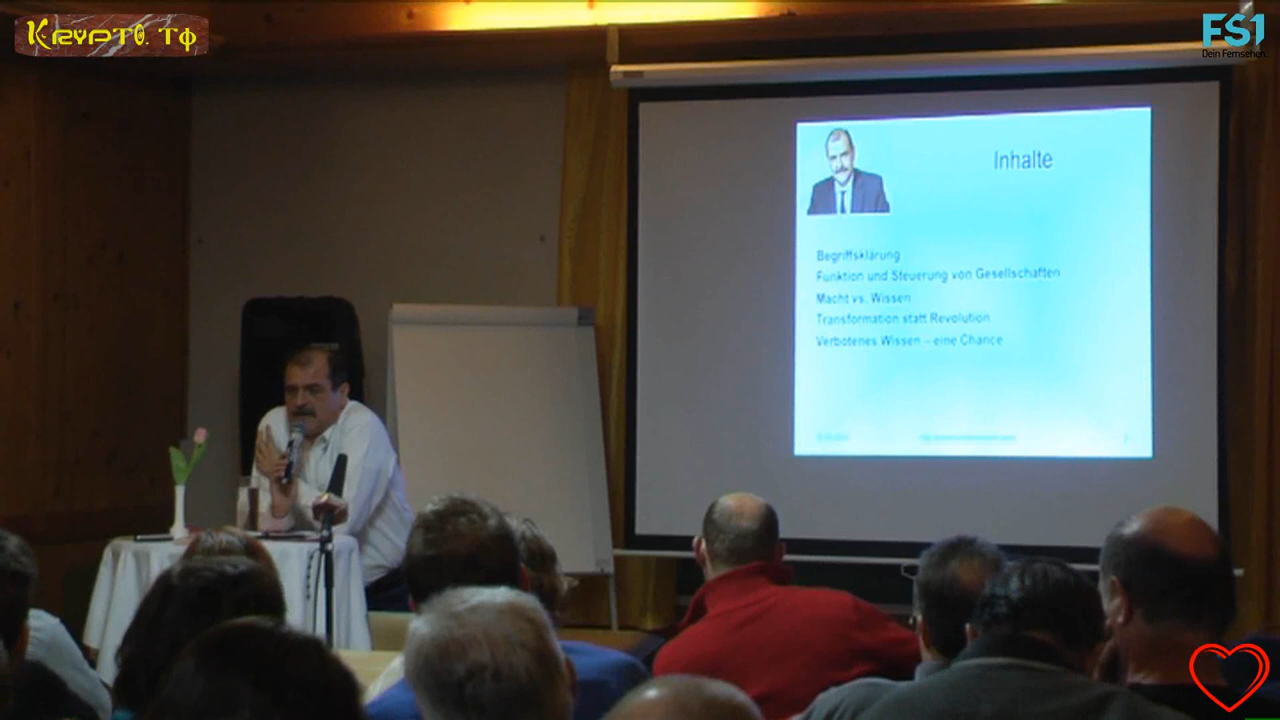 Krypto.TV
FS1
Dein Fernsehen.
Inhalte
Begriffsklärung
Funktion und Steuerung von Gesellschaften
Macht vs. Wissen
Transformation statt Revolution
Verbotenes Wissen – eine Chance